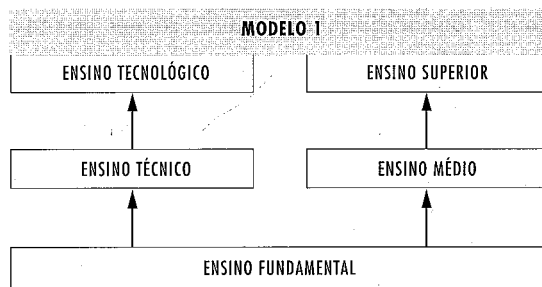 MODELO 1
ENSINO TECNOLÓGICO ENSINO SUPERIOR
ENSINO TÉCNICO ENSINO MÉDIO
ENSINO FUNDAMENTAL